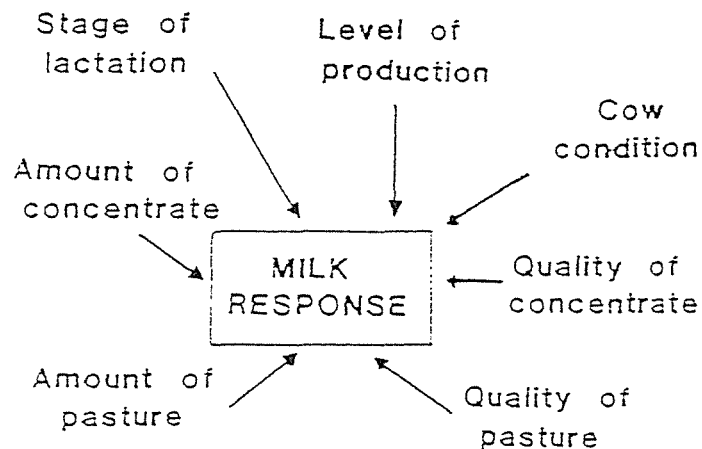 Stage of
lactation
Level of
production
Cow
condition
Amount of
concentrate
MILK
RESPONSE
Quality of
concentrate
Amount of
pasture
Quality of
pasture